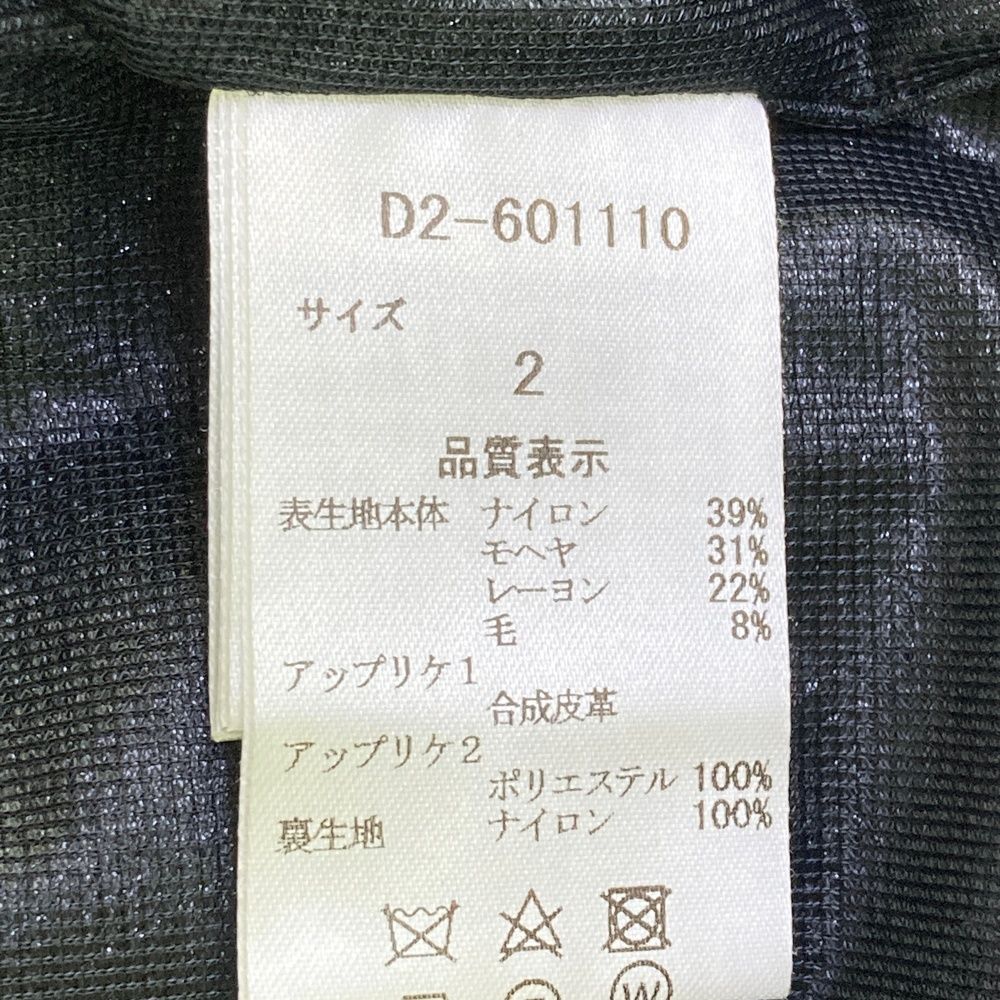 D2-601110
サイズ
2
品質表示
表生地本体 ナイロン 39%
モヘヤ 31%
レーヨン 22%
毛 8%
アップリケ1
合成皮革
アップリケ2
ポリエステル 100%
裏生地 ナイロン 100%
W